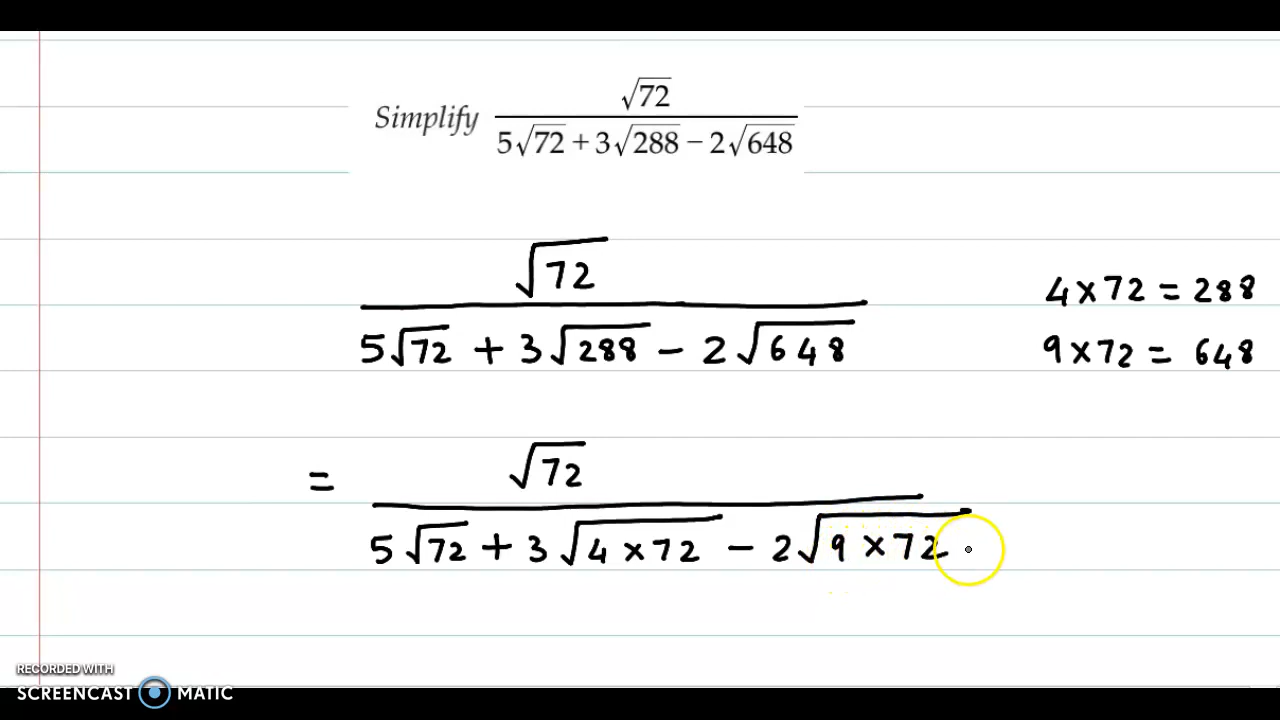 Simplify √72
5√72 + 3√288 − 2√648
√72
5√72 + 3√288 − 2√648
4 × 72 = 288
9 × 72 = 648
= √72
5√72 + 3√4 × 72 − 2√9 × 72
RECORDED WITH
SCREENCAST MATIC